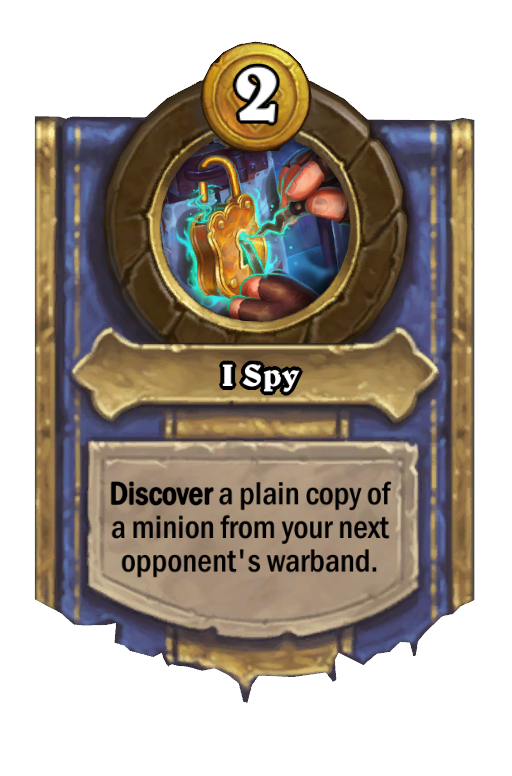 2
I Spy
Discover a plain copy of
a minion from your next
opponent's warband.